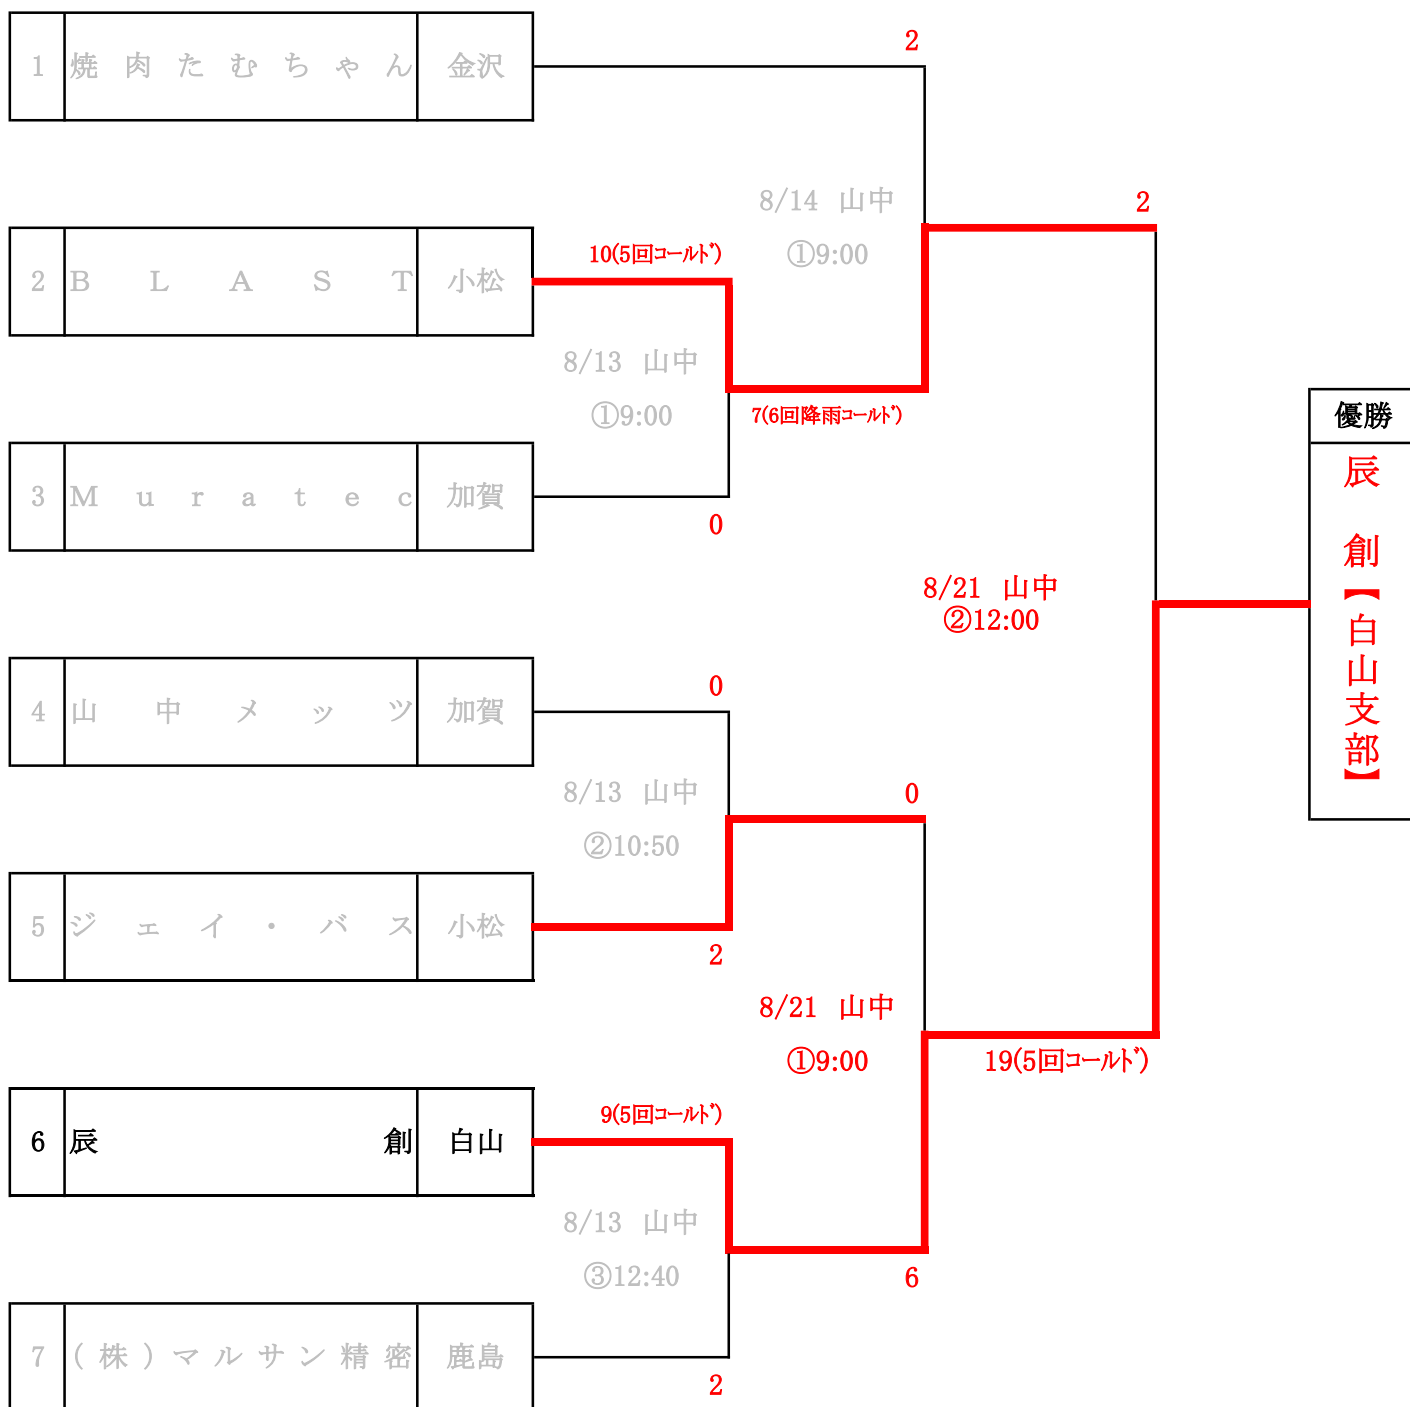 2
1 焼肉たむちゃん 金沢
8/14 山中
①9:00
2
10(5回ｺｰﾙﾄﾞ)
2 BLAST 小松
8/13 山中
①9:00
7(6回降雨ｺｰﾙﾄﾞ)
3 Muratec 加賀
0
優勝
辰創【白山支部】
8/21 山中
②12:00
0
4 山中メッツ 加賀
8/13 山中
②10:50
0
5 ジェイ・バス 小松
2
8/21 山中
①9:00
19(5回ｺｰﾙﾄﾞ)
9(5回ｺｰﾙﾄﾞ)
6 辰創 白山
8/13 山中
③12:40
6
7 (株)マルサン精密 鹿島
2